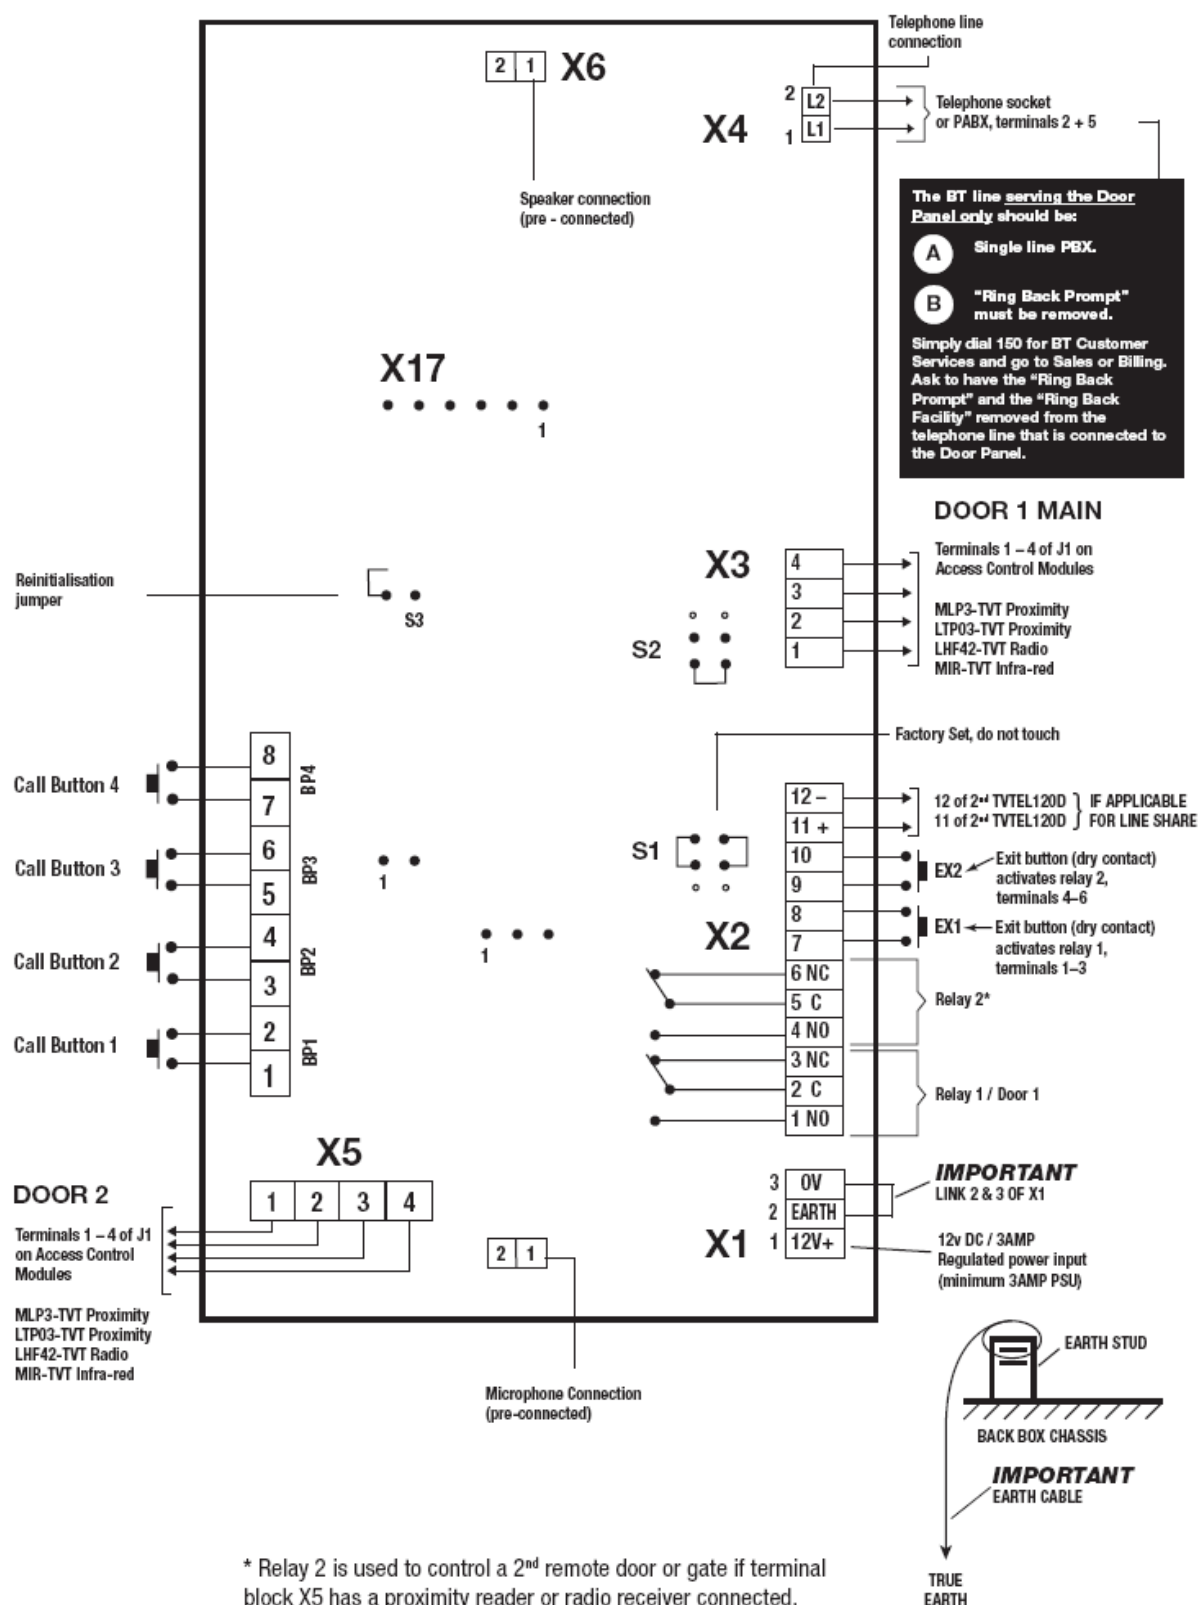 Telephone line
connection
2 1 X6
2 L2
X4
1 L1
Telephone socket
or PABX, terminals 2 + 5
Speaker connection
(pre - connected)
The BT line serving the Door
Panel only should be:
A Single line PBX.
B "Ring Back Prompt"
must be removed.
Simply dial 150 for BT Customer
Services and go to Sales or Billing.
Ask to have the “Ring Back
Prompt” and the “Ring Back
Facility” removed from the
telephone line that is connected to
the Door Panel.
X17
1
DOOR 1 MAIN
X3
4
3
2
1
Terminals 1 – 4 of J1 on
Access Control Modules
MLP3-TVT Proximity
LTP03-TVT Proximity
LHF42-TVT Radio
MIR-TVT Infra-red
Reinitialisation
jumper
S3
S2
Factory Set, do not touch
Call Button 4
Call Button 3
Call Button 2
Call Button 1
8
7
6
5
4
3
2
1
BP4
BP3
BP2
BP1
1
1
S1
X2
12 –
11 +
10
9
8
7
6 NC
5 C
4 NO
3 NC
2 C
1 NO
12 of 2nd TVTEL120D
11 of 2nd TVTEL120D
IF APPLICABLE
FOR LINE SHARE
EX2
Exit button (dry contact)
activates relay 2,
terminals 4–6
EX1
Exit button (dry contact)
activates relay 1,
terminals 1–3
Relay 2*
Relay 1 / Door 1
X5
1 2 3 4
DOOR 2
Terminals 1 – 4 of J1
on Access Control
Modules
MLP3-TVT Proximity
LTP03-TVT Proximity
LHF42-TVT Radio
MIR-TVT Infra-red
2 1
X1
3 0V
2 EARTH
1 12V+
IMPORTANT
LINK 2 & 3 OF X1
12v DC / 3AMP
Regulated power input
(minimum 3AMP PSU)
Microphone Connection
(pre-connected)
EARTH STUD
BACK BOX CHASSIS
IMPORTANT
EARTH CABLE
TRUE
EARTH
* Relay 2 is used to control a 2nd remote door or gate if terminal
block X5 has a proximity reader or radio receiver connected.